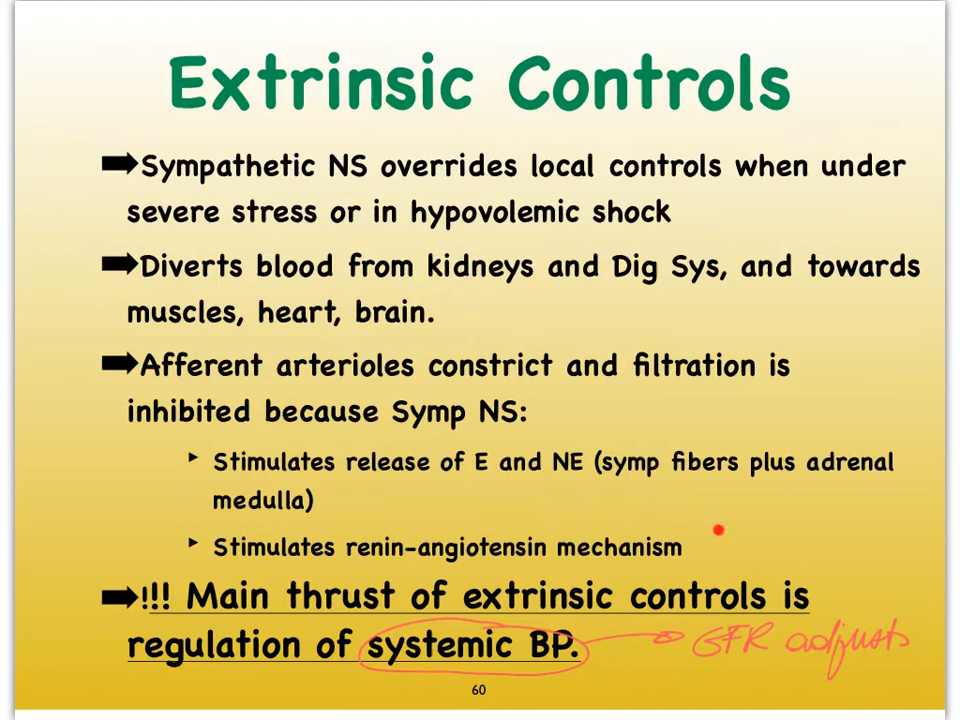 Extrinsic Controls
➡Sympathetic NS overrides local controls when under
severe stress or in hypovolemic shock
➡Diverts blood from kidneys and Dig Sys, and towards
muscles, heart, brain.
➡Afferent arterioles constrict and filtration is
inhibited because Symp NS:
‣ Stimulates release of E and NE (symp fibers plus adrenal
medulla)
‣ Stimulates renin-angiotensin mechanism
➡!!! Main thrust of extrinsic controls is
regulation of systemic BP. → GFR adjusts
60